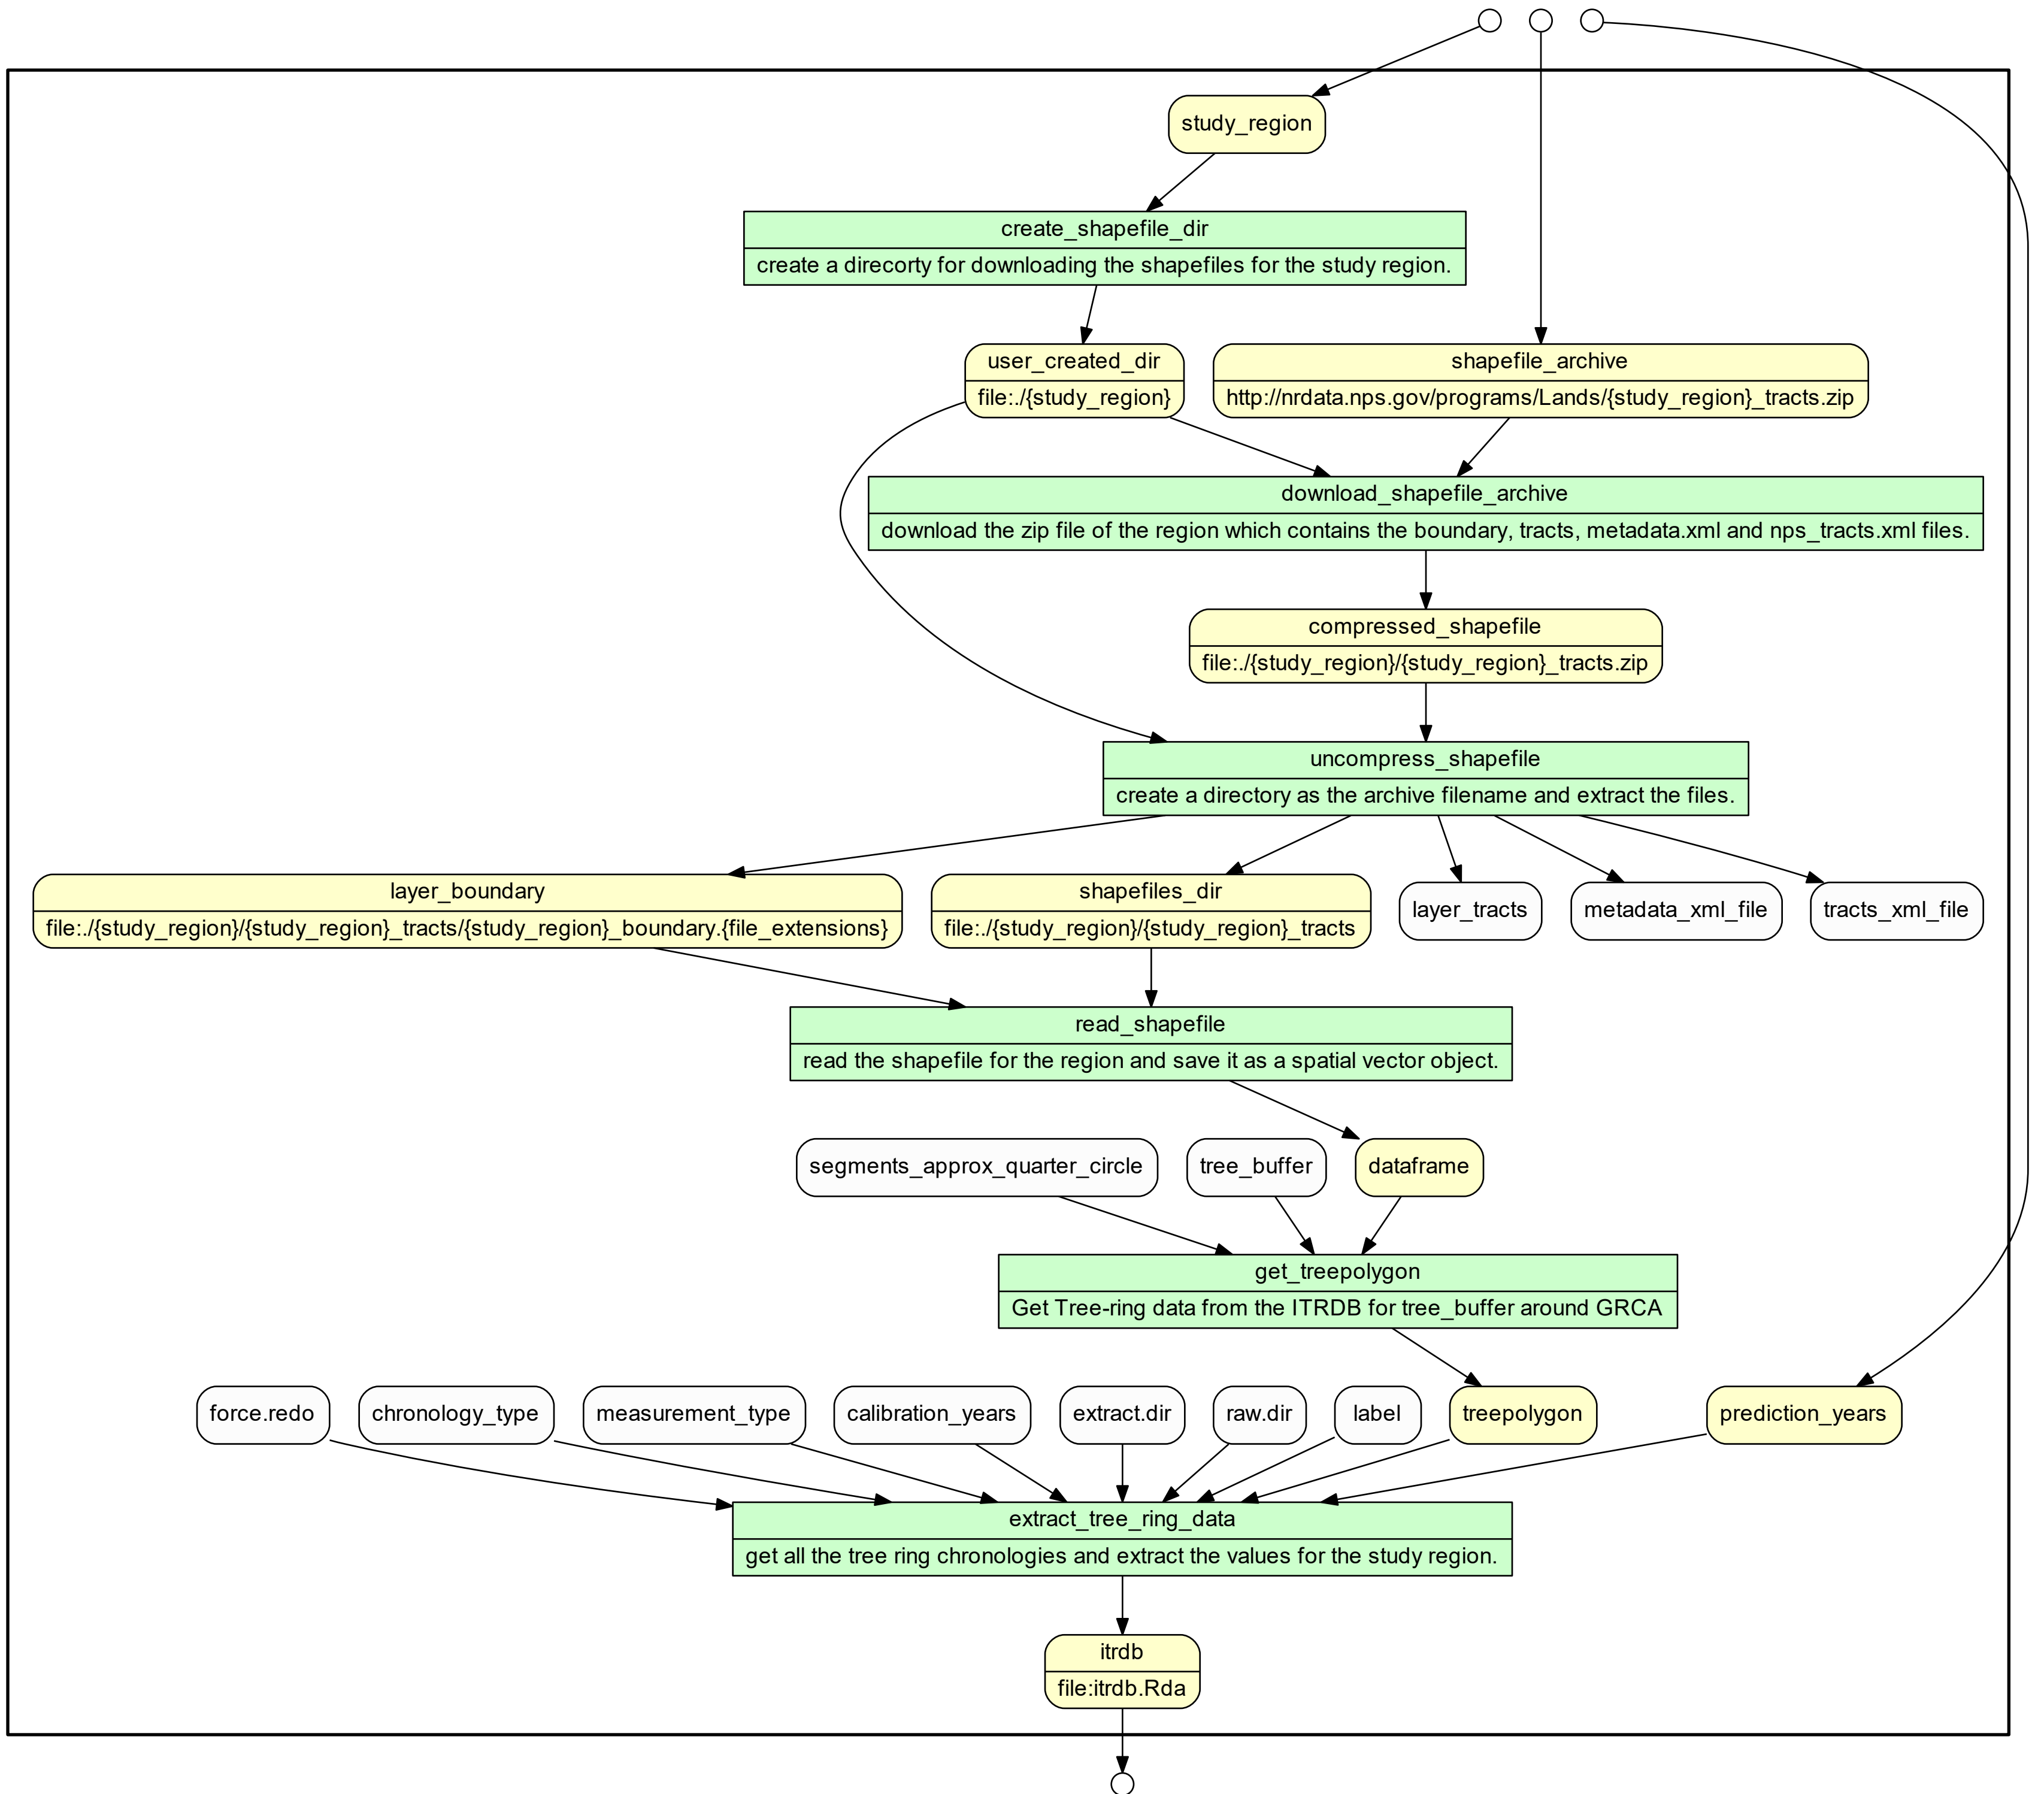 study_region
create_shapefile_dir
create a direcorty for downloading the shapefiles for the study region.
user_created_dir
file:./{study_region}
shapefile_archive
http://nrdata.nps.gov/programs/Lands/{study_region}_tracts.zip
download_shapefile_archive
download the zip file of the region which contains the boundary, tracts, metadata.xml and nps_tracts.xml files.
compressed_shapefile
file:./{study_region}/{study_region}_tracts.zip
uncompress_shapefile
create a directory as the archive filename and extract the files.
layer_boundary
file:./{study_region}/{study_region}_tracts/{study_region}_boundary.{file_extensions}
shapefiles_dir
file:./{study_region}/{study_region}_tracts
layer_tracts
metadata_xml_file
tracts_xml_file
read_shapefile
read the shapefile for the region and save it as a spatial vector object.
segments_approx_quarter_circle
tree_buffer
dataframe
get_treepolygon
Get Tree-ring data from the ITRDB for tree_buffer around GRCA
force.redo
chronology_type
measurement_type
calibration_years
extract.dir
raw.dir
label
treepolygon
prediction_years
extract_tree_ring_data
get all the tree ring chronologies and extract the values for the study region.
itrdb
file:itrdb.Rda